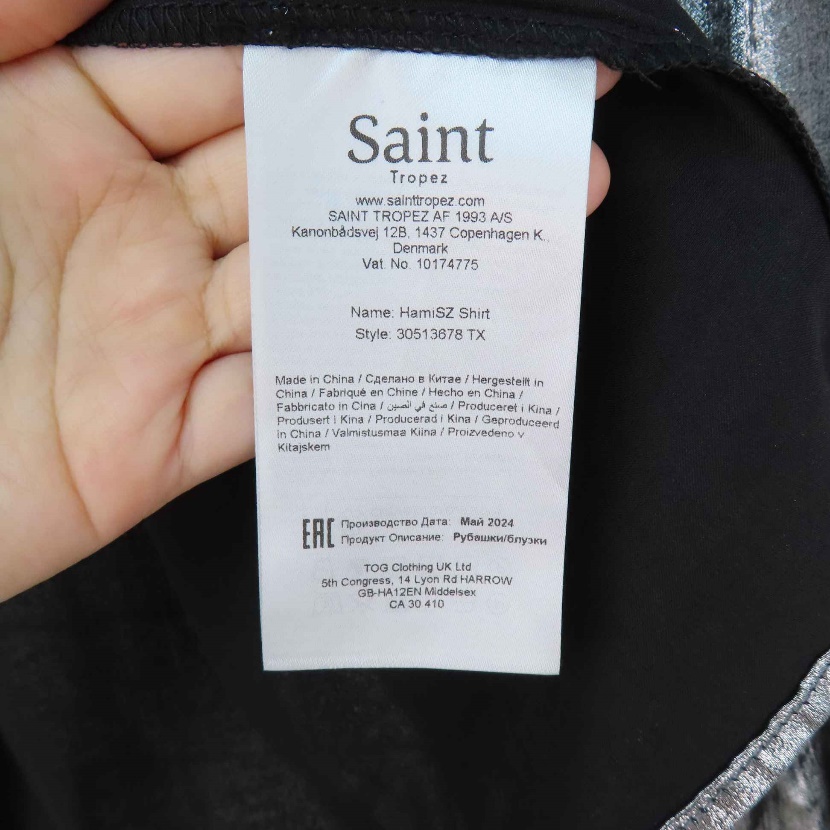 Saint
Tropez
www.sainttropez.com
SAINT TROPEZ AF 1993 A/S
Kanonbådsvej 12B, 1437 Copenhagen K.,
Denmark
Vat. No. 10174775
Name: HamiSZ Shirt
Style: 30513678 TX
Made in China / Сделано в Китае / Hergestellt in
China / Fabriqué en Chine / Hecho en China /
Fabbricato in Cina / صنع في الصين / Produceret i Kina /
Produsert i Kina / Producerad i Kina / Geproduceerd
in China / Valmistusmaa Kiina / Proizvedeno v
Kitajskem
EAC Производство Дата: Май 2024
Продукт Описание: Рубашки/блузки
TOG Clothing UK Ltd
5th Congress, 14 Lyon Rd HARROW
GB-HA12EN Middelsex
CA 30 410